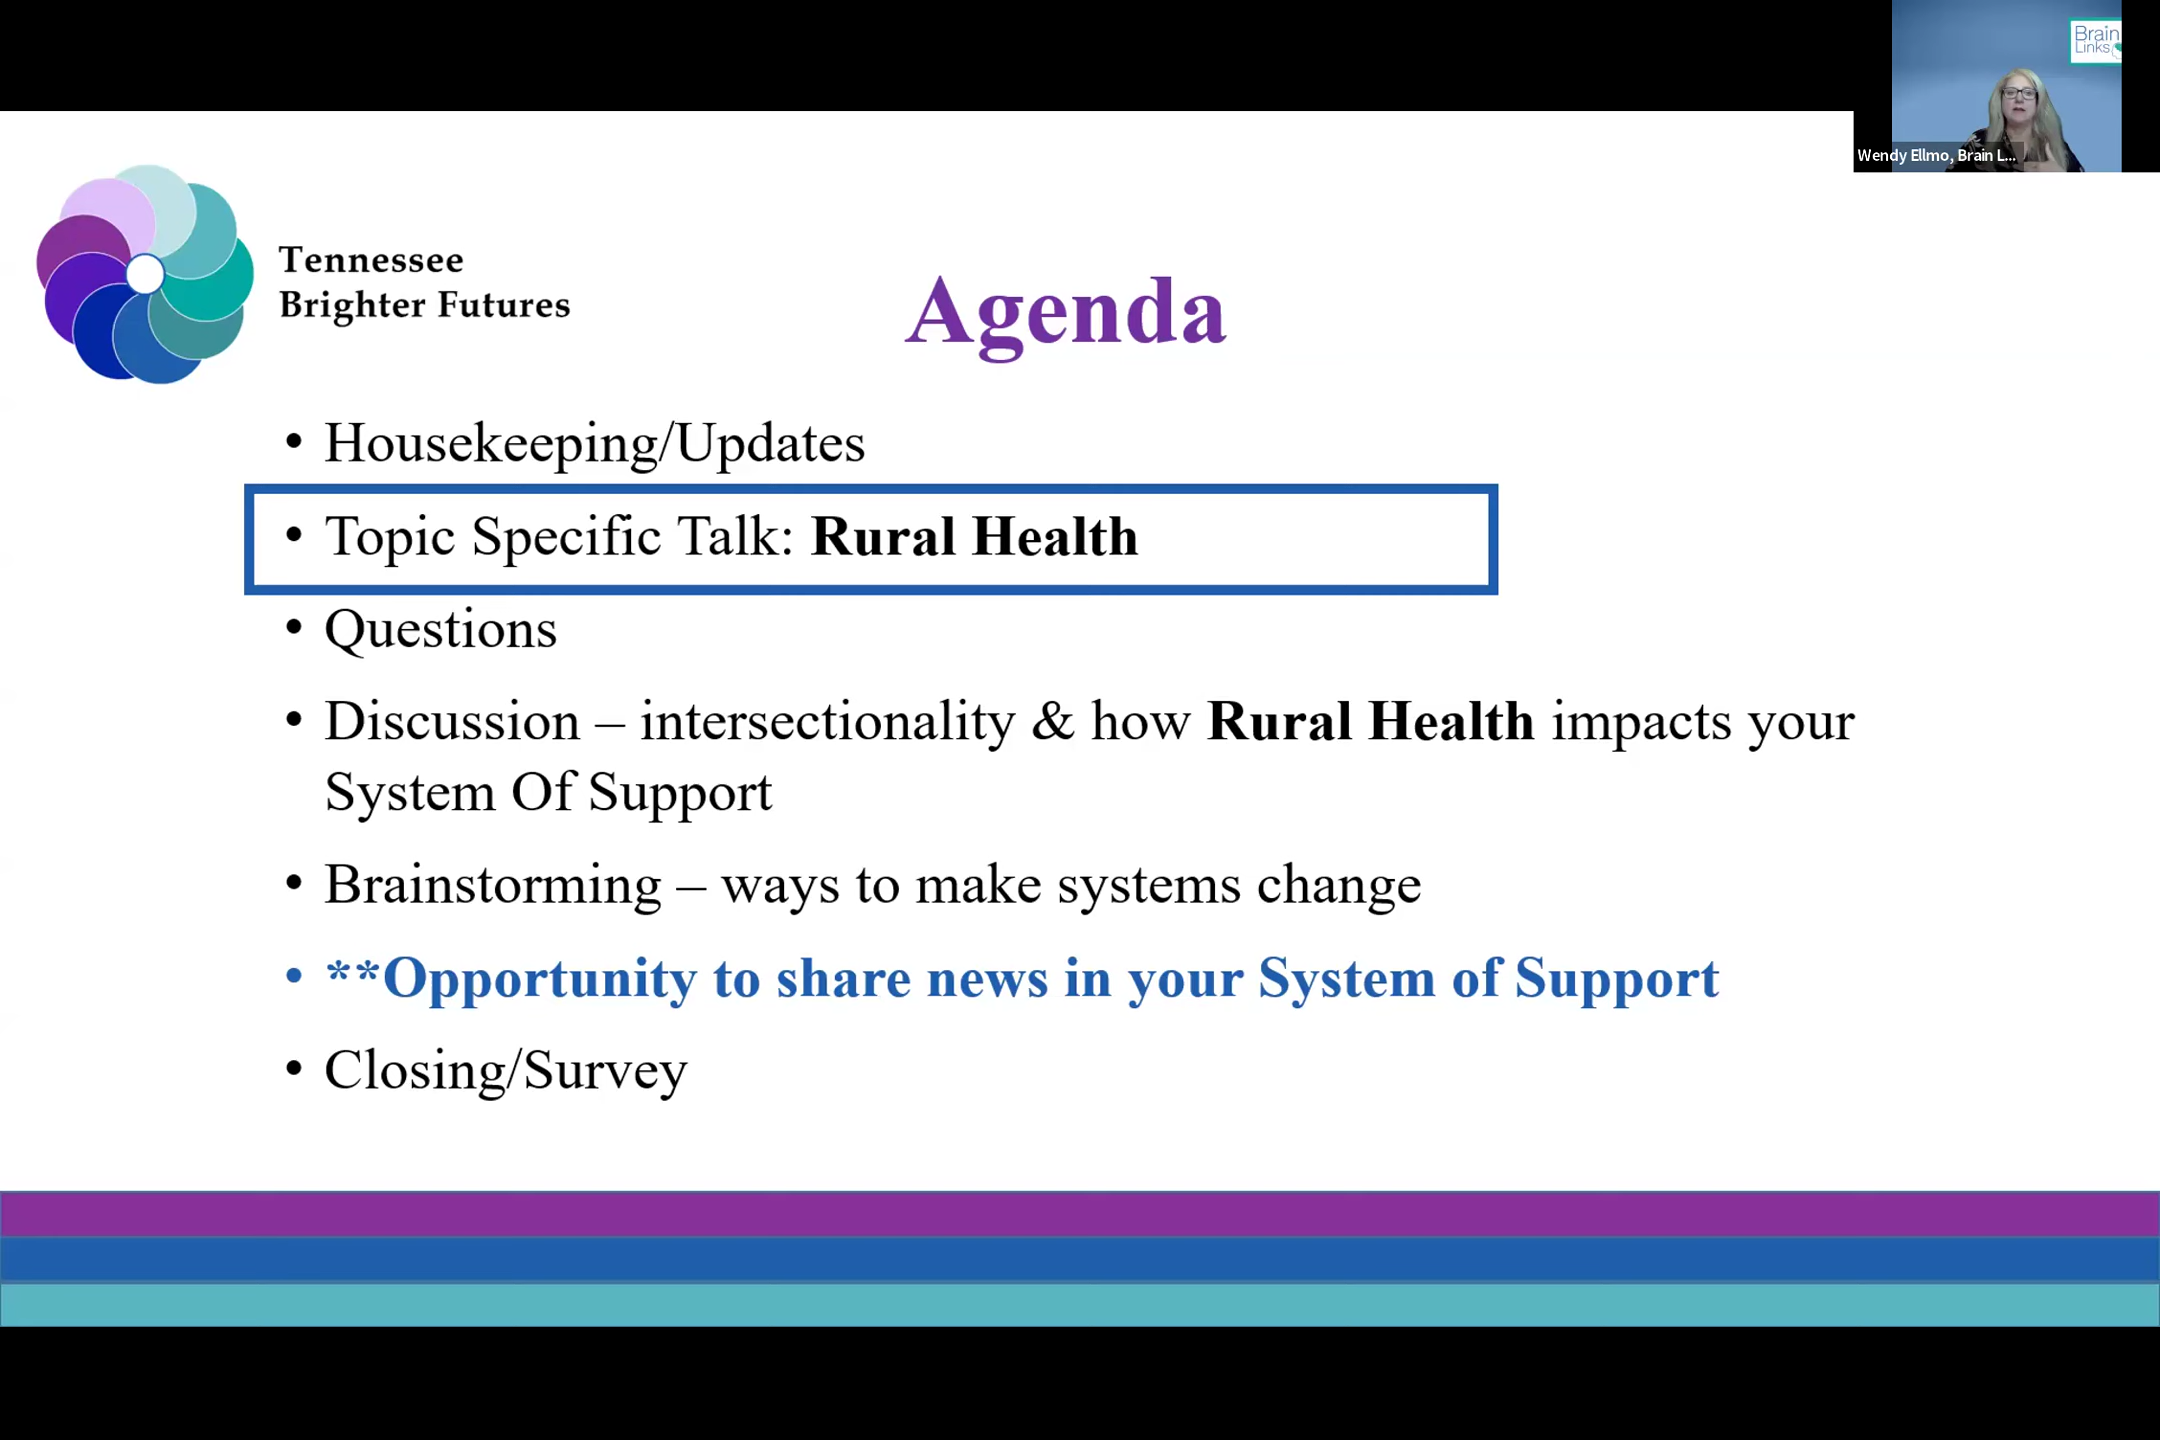 Brain
Links
Wendy Ellmo, Brain L...
Tennessee
Brighter Futures
Agenda
• Housekeeping/Updates
• Topic Specific Talk: Rural Health
• Questions
• Discussion – intersectionality & how Rural Health impacts your
System Of Support
• Brainstorming – ways to make systems change
• **Opportunity to share news in your System of Support
• Closing/Survey